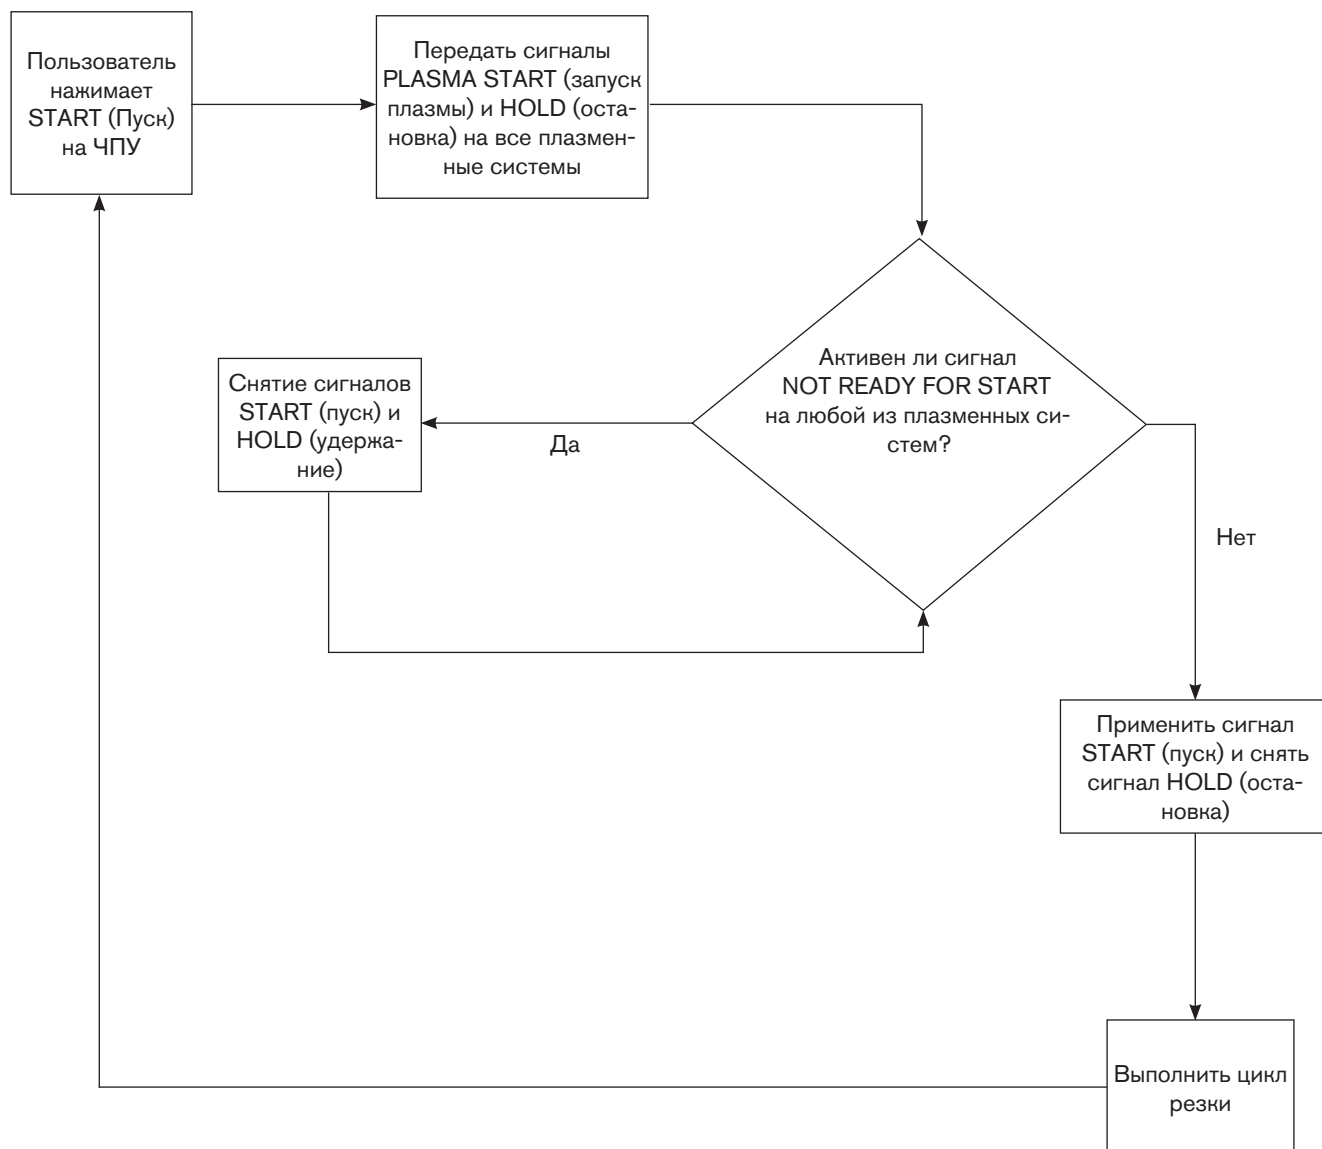 Пользователь
нажимает
START (Пуск)
на ЧПУ
Передать сигналы
PLASMA START (запуск
плазмы) и HOLD (оста-
новка) на все плазмен-
ные системы
Активен ли сигнал
NOT READY FOR START
на любой из плазменных си-
стем?
Снятие сигналов
START (пуск) и
HOLD (удержа-
ние)
Да
Нет
Применить сигнал
START (пуск) и снять
сигнал HOLD (оста-
новка)
Выполнить цикл
резки